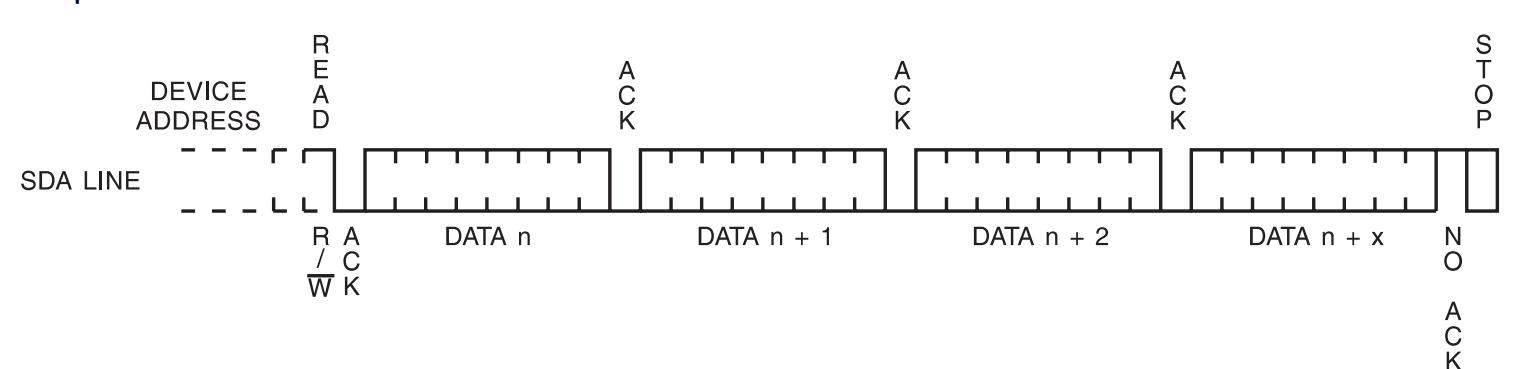 READ
ACK
ACK
ACK
STOP
DEVICE
ADDRESS
SDA LINE
R/W
ACK
DATA n
DATA n + 1
DATA n + 2
DATA n + x
NO ACK